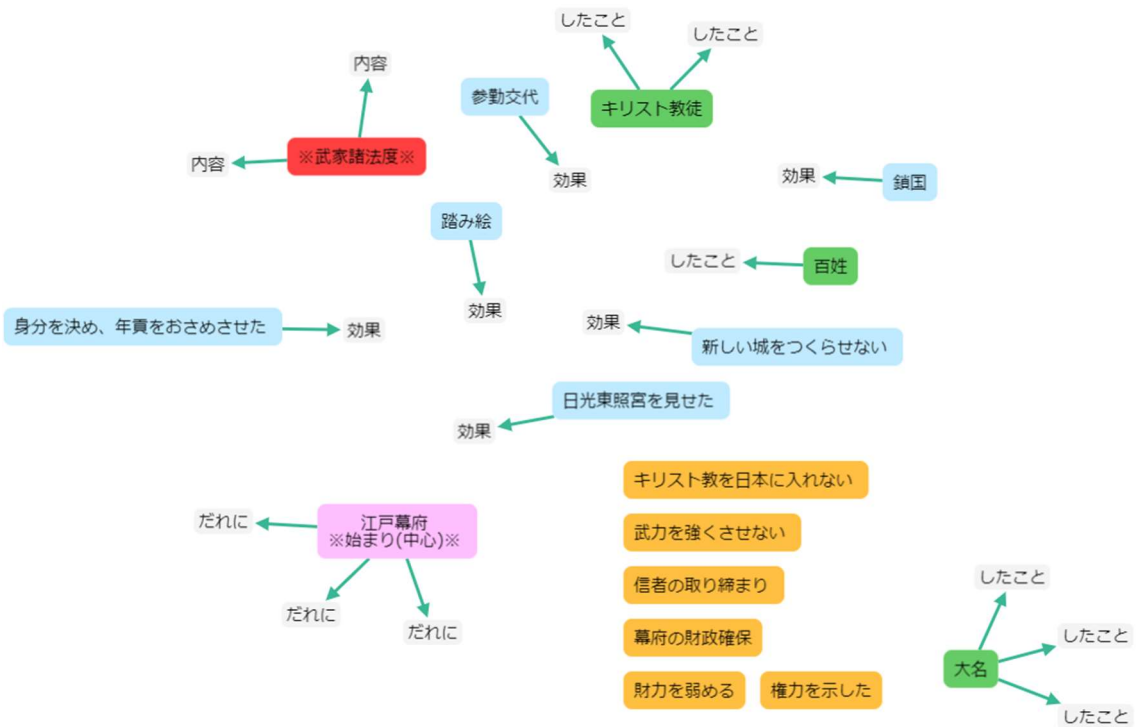 したこと
したこと
内容
参勤交代
キリスト教徒
※武家諸法度※
内容
効果
効果
鎖国
踏み絵
したこと
百姓
効果
身分を決め、年貢をおさめさせた
効果
効果
新しい城をつくらせない
日光東照宮を見せた
効果
キリスト教を日本に入れない
だれに
江戸幕府
※始まり(中心)※
武力を強くさせない
したこと
信者の取り締まり
だれに
だれに
幕府の財政確保
したこと
大名
財力を弱める
権力を示した
したこと